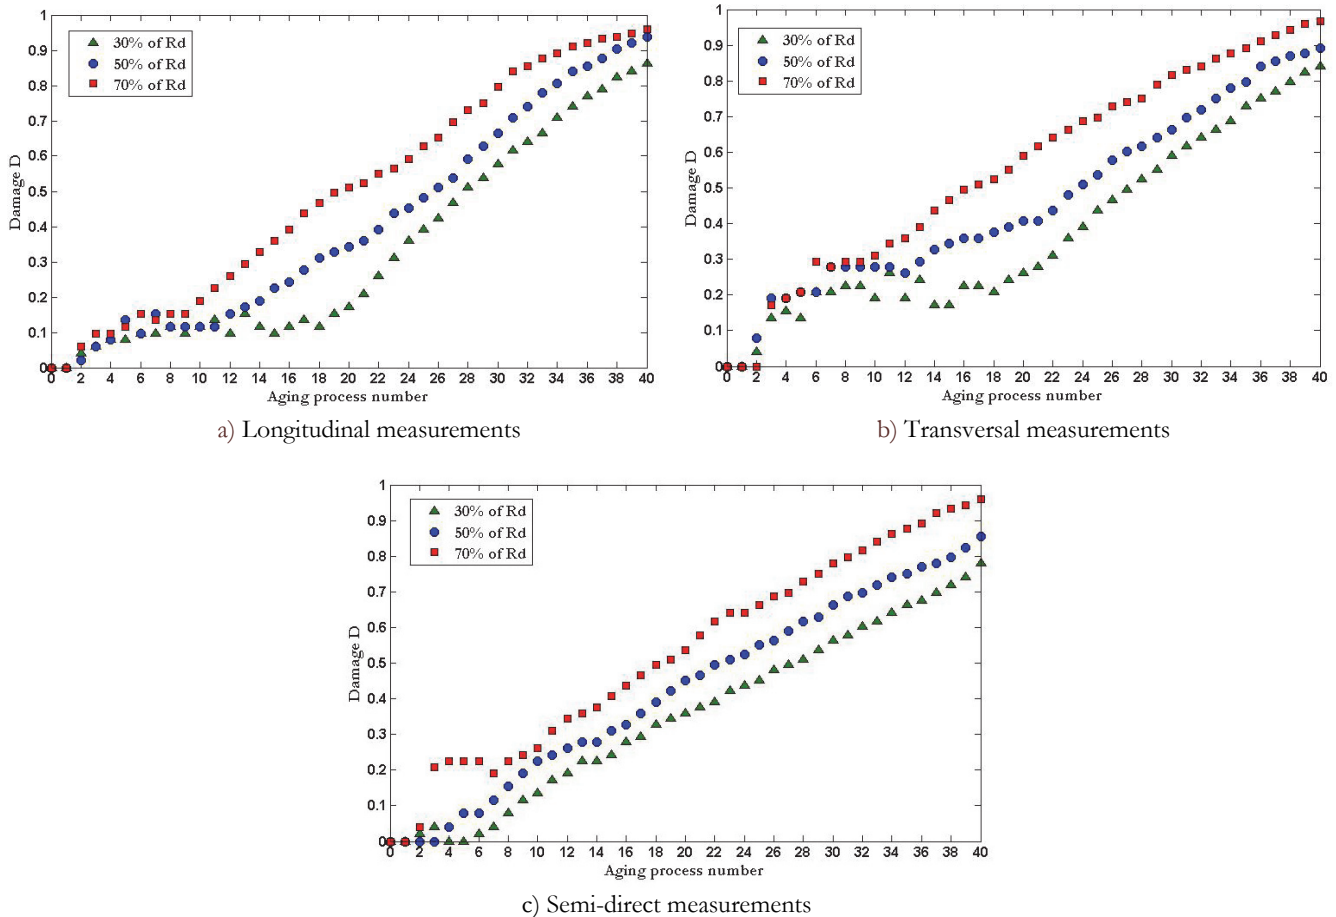 1
0.9
0.8
0.7
0.6
0.5
0.4
0.3
0.2
0.1
0
Damage D
30% of Rd
50% of Rd
70% of Rd
0 2 4 6 8 10 12 14 16 18 20 22 24 26 28 30 32 34 36 38 40
Aging process number
a) Longitudinal measurements
1
0.9
0.8
0.7
0.6
0.5
0.4
0.3
0.2
0.1
0
Damage D
30% of Rd
50% of Rd
70% of Rd
0 2 4 6 8 10 12 14 16 18 20 22 24 26 28 30 32 34 36 38 40
Aging process number
b) Transversal measurements
1
0.9
0.8
0.7
0.6
0.5
0.4
0.3
0.2
0.1
0
Damage D
30% of Rd
50% of Rd
70% of Rd
0 2 4 6 8 10 12 14 16 18 20 22 24 26 28 30 32 34 36 38 40
Aging process number
c) Semi-direct measurements